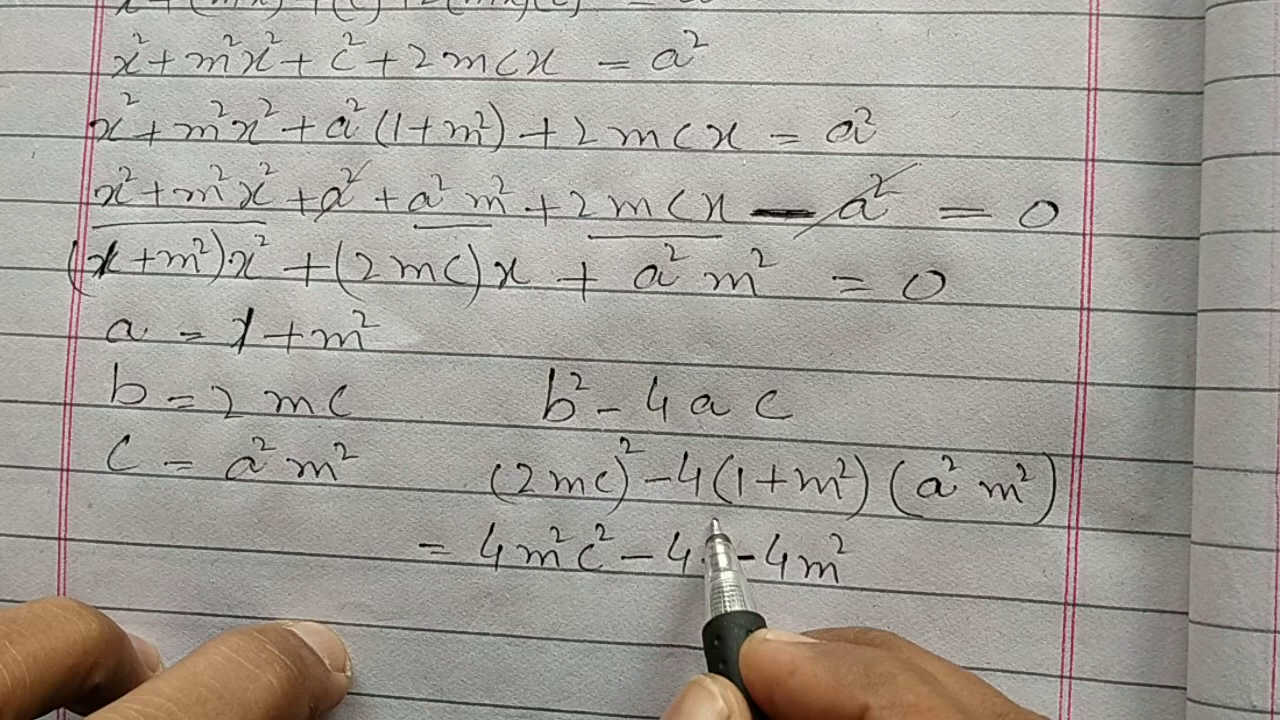 x² + m²x² + c² + 2mcx = a²
x² + m²x² + a²(1+m²) + 2mcx = a²
x² + m²x² + a² + a²m² + 2mcx - a² = 0
(1+m²)x² + (2mc)x + a²m² = 0
a = 1+m²
b = 2mc b² - 4ac
c = a²m² (2mc)² - 4(1+m²)(a²m²)
= 4m²c² - 4 - 4m²